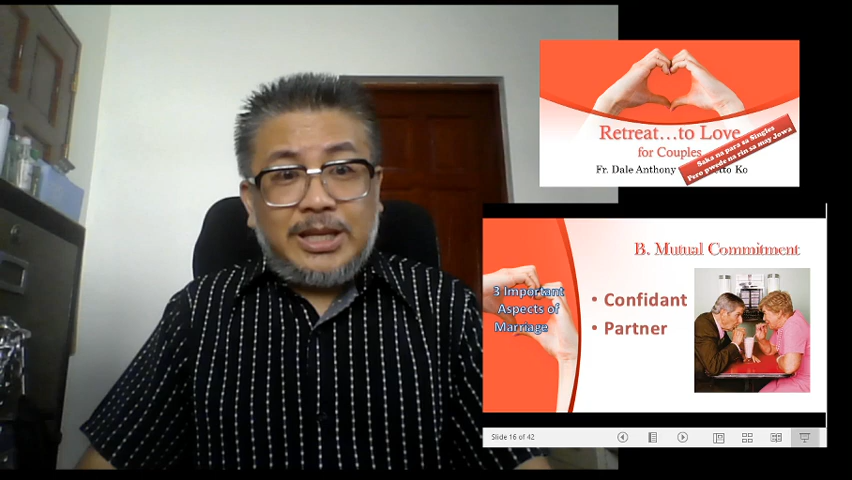 Retreat...to Love
for Couples
Saka na para sa Singles
Pero pwede na rin sa may Jowa
Fr. Dale Anthony Ko
B. Mutual Commitment
3 Important
Aspects of
Marriage
• Confidant
• Partner
Slide 16 of 42